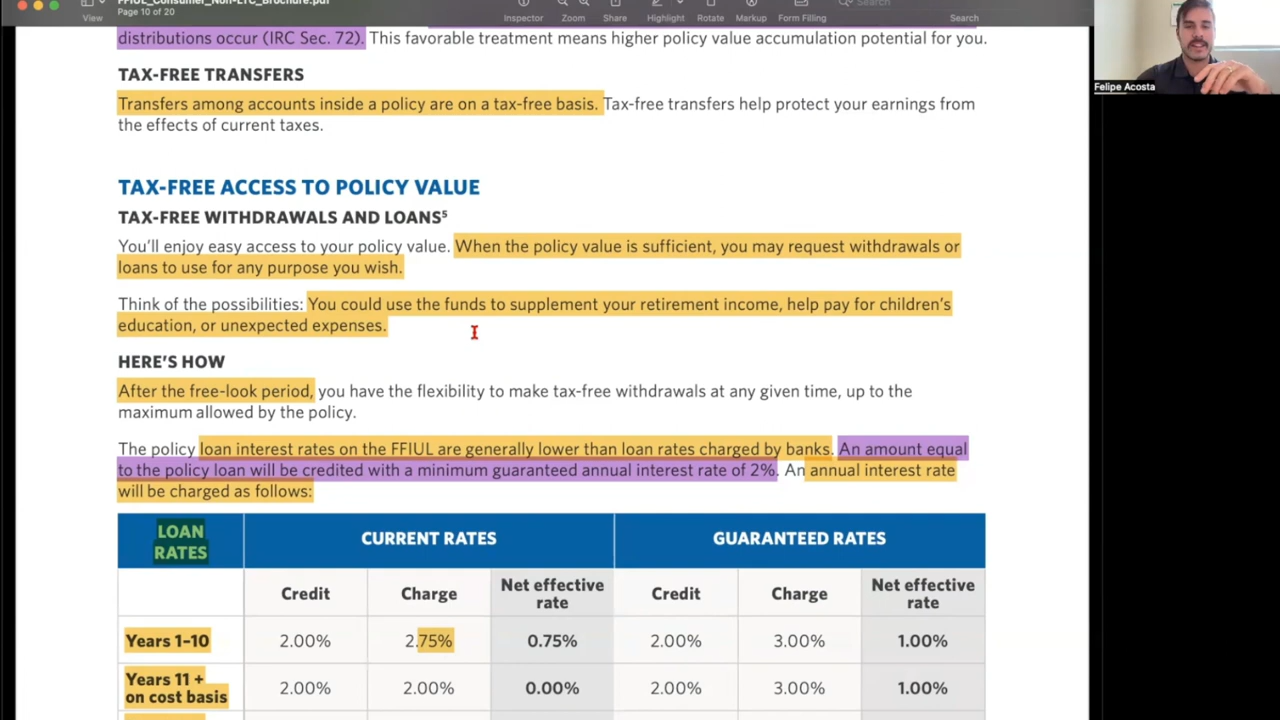 FFIUL_Consumer_Non-LTC_Brochure.pdf
Page 10 of 20
View
Inspector
Zoom
Share
Highlight
Rotate
Markup
Form Filling
Search
Search
Felipe Acosta
distributions occur (IRC Sec. 72). This favorable treatment means higher policy value accumulation potential for you.
TAX-FREE TRANSFERS
Transfers among accounts inside a policy are on a tax-free basis. Tax-free transfers help protect your earnings from
the effects of current taxes.
TAX-FREE ACCESS TO POLICY VALUE
TAX-FREE WITHDRAWALS AND LOANS⁵
You’ll enjoy easy access to your policy value. When the policy value is sufficient, you may request withdrawals or
loans to use for any purpose you wish.
Think of the possibilities: You could use the funds to supplement your retirement income, help pay for children’s
education, or unexpected expenses.
HERE’S HOW
After the free-look period, you have the flexibility to make tax-free withdrawals at any given time, up to the
maximum allowed by the policy.
The policy loan interest rates on the FFIUL are generally lower than loan rates charged by banks. An amount equal
to the policy loan will be credited with a minimum guaranteed annual interest rate of 2%. An annual interest rate
will be charged as follows:
LOAN
RATES
CURRENT RATES
GUARANTEED RATES
Credit
Charge
Net effective
rate
Credit
Charge
Net effective
rate
Years 1–10
2.00%
2.75%
0.75%
2.00%
3.00%
1.00%
Years 11 +
on cost basis
2.00%
2.00%
0.00%
2.00%
3.00%
1.00%